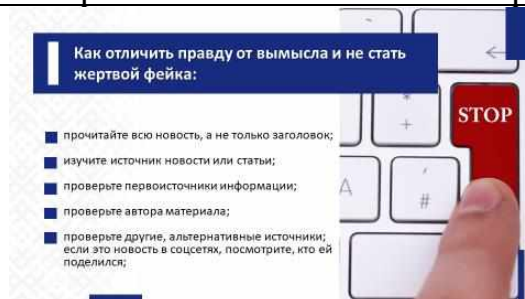 Как отличить правду от вымысла и не стать
жертвой фейка:
прочитайте всю новость, а не только заголовок;
изучите источник новости или статьи;
проверьте первоисточники информации;
проверьте автора материала;
проверьте другие, альтернативные источники;
если это новость в соцсетях, посмотрите, кто ей
поделился;
STOP
*
+
A
#